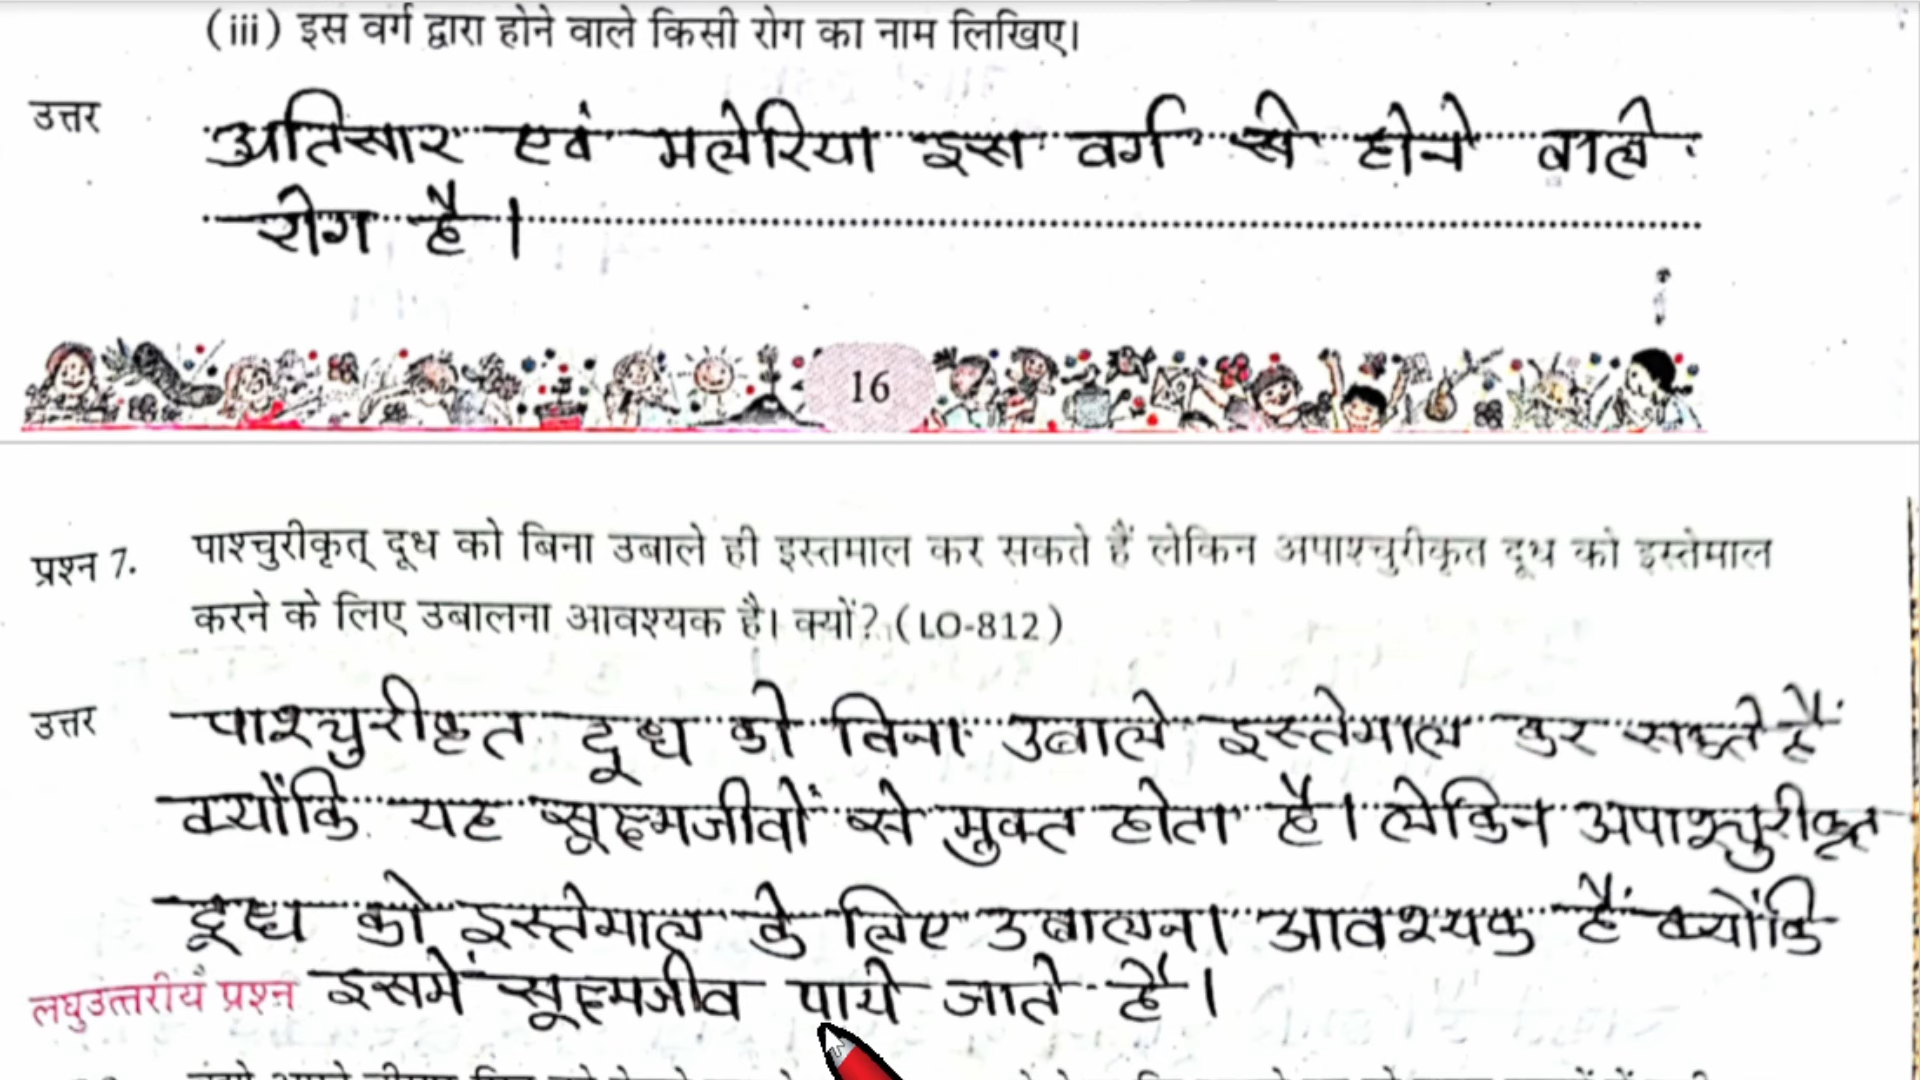 (iii) इस वर्ग द्वारा होने वाले किसी रोग का नाम लिखिए।
उत्तर अतिसार एवं मलेरिया इस वर्ग से होने वाले
रोग है।
16
प्रश्न 7. पाश्चुरीकृत् दूध को बिना उबाले ही इस्तमाल कर सकते हैं लेकिन अपाश्चुरीकृत दूध को इस्तेमाल
करने के लिए उबालना आवश्यक है। क्यों? (LO-812)
उत्तर पाश्चुरीकृत दूध को बिना उबाले इस्तेमाल कर सकते हैं
क्योंकि यह सूक्ष्मजीवों से मुक्त होता है। लेकिन अपाश्चुरीकृत
दूध को इस्तेमाल के लिए उबालना आवश्यक हैं क्योंकि
लघुउत्तरीय प्रश्न इसमें सूक्ष्मजीव पाये जाते है।